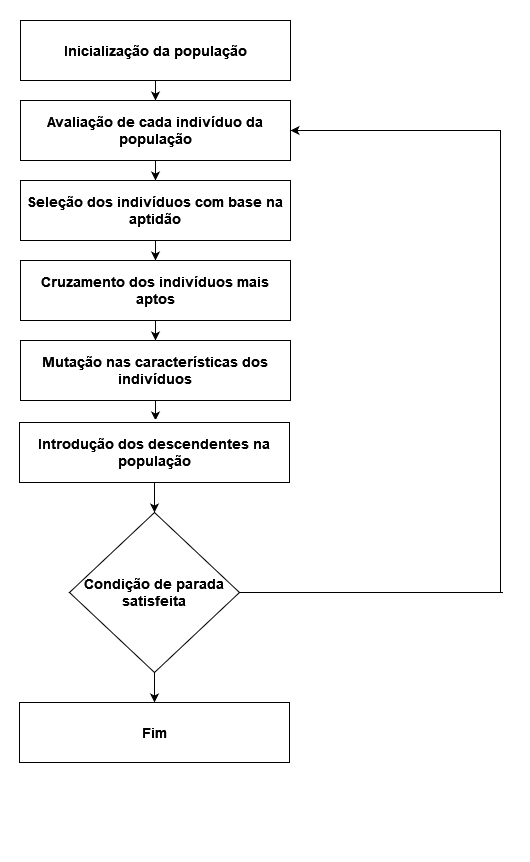 Inicialização da população
Avaliação de cada indivíduo da
população
Seleção dos indivíduos com base na
aptidão
Cruzamento dos indivíduos mais
aptos
Mutação nas características dos
indivíduos
Introdução dos descendentes na
população
Condição de parada
satisfeita
Fim